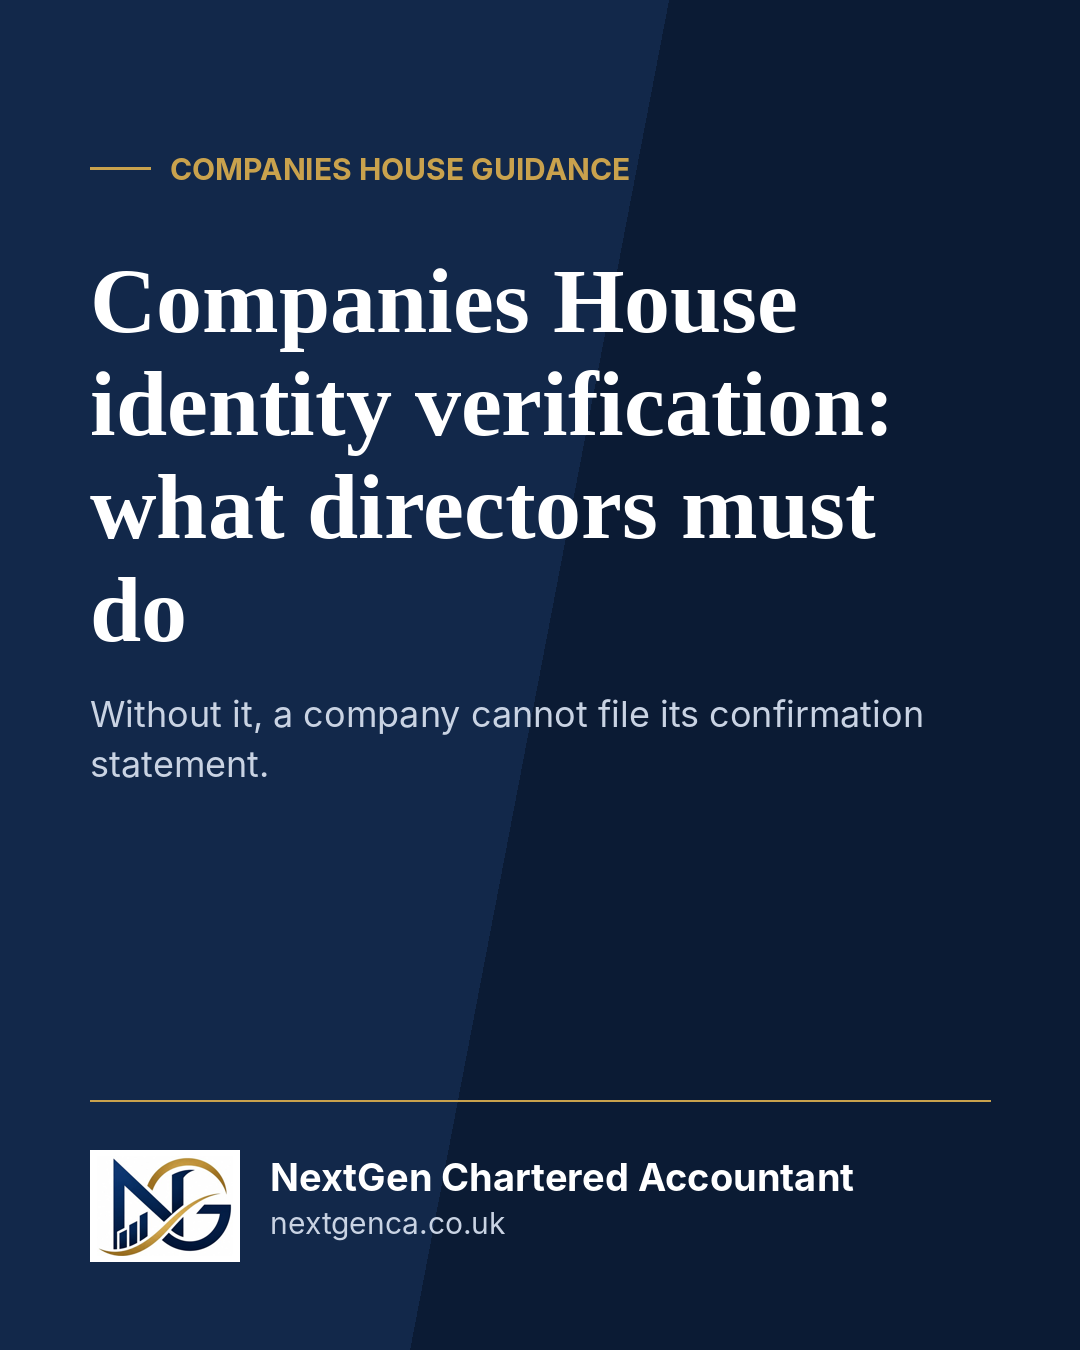 COMPANIES HOUSE GUIDANCE
Companies House
identity verification:
what directors must
do
Without it, a company cannot file its confirmation
statement.
NG
NextGen Chartered Accountant
nextgenca.co.uk